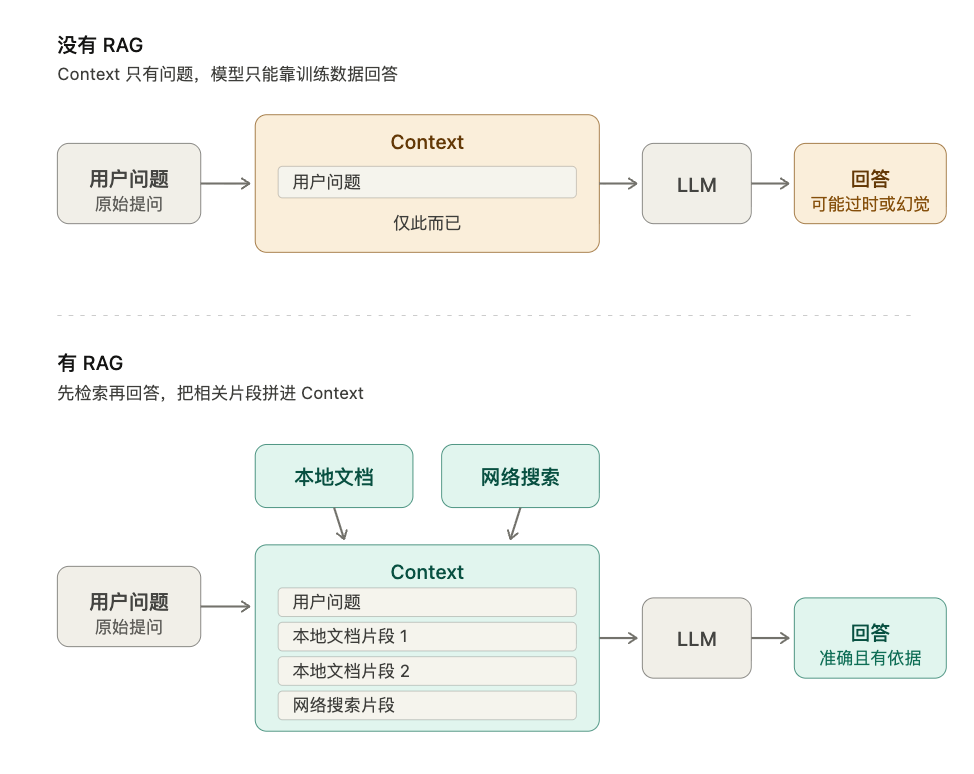 没有 RAG
Context 只有问题，模型只能靠训练数据回答
用户问题
原始提问
Context
用户问题
仅此而已
LLM
回答
可能过时或幻觉
有 RAG
先检索再回答，把相关片段拼进 Context
本地文档
网络搜索
用户问题
原始提问
Context
用户问题
本地文档片段 1
本地文档片段 2
网络搜索片段
LLM
回答
准确且有依据